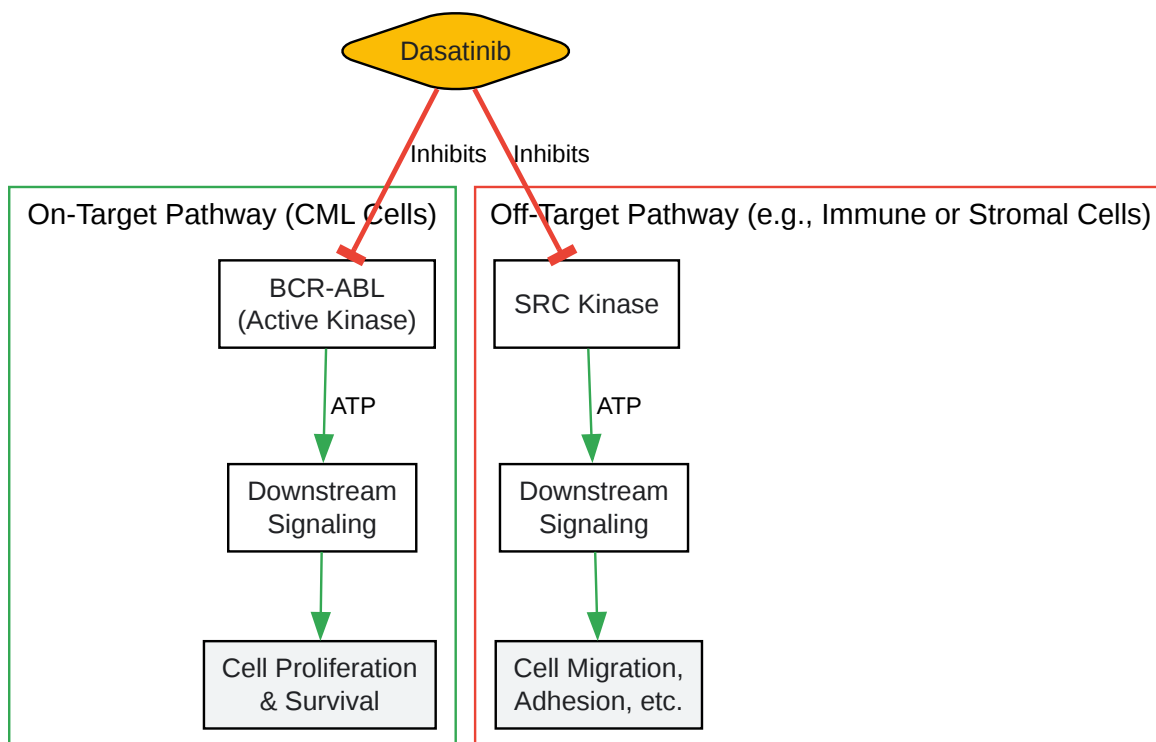 Dasatinib
Inhibits
Inhibits
On-Target Pathway (CML Cells)
BCR-ABL
(Active Kinase)
ATP
Downstream
Signaling
Cell Proliferation
& Survival
Off-Target Pathway (e.g., Immune or Stromal Cells)
SRC Kinase
ATP
Downstream
Signaling
Cell Migration,
Adhesion, etc.